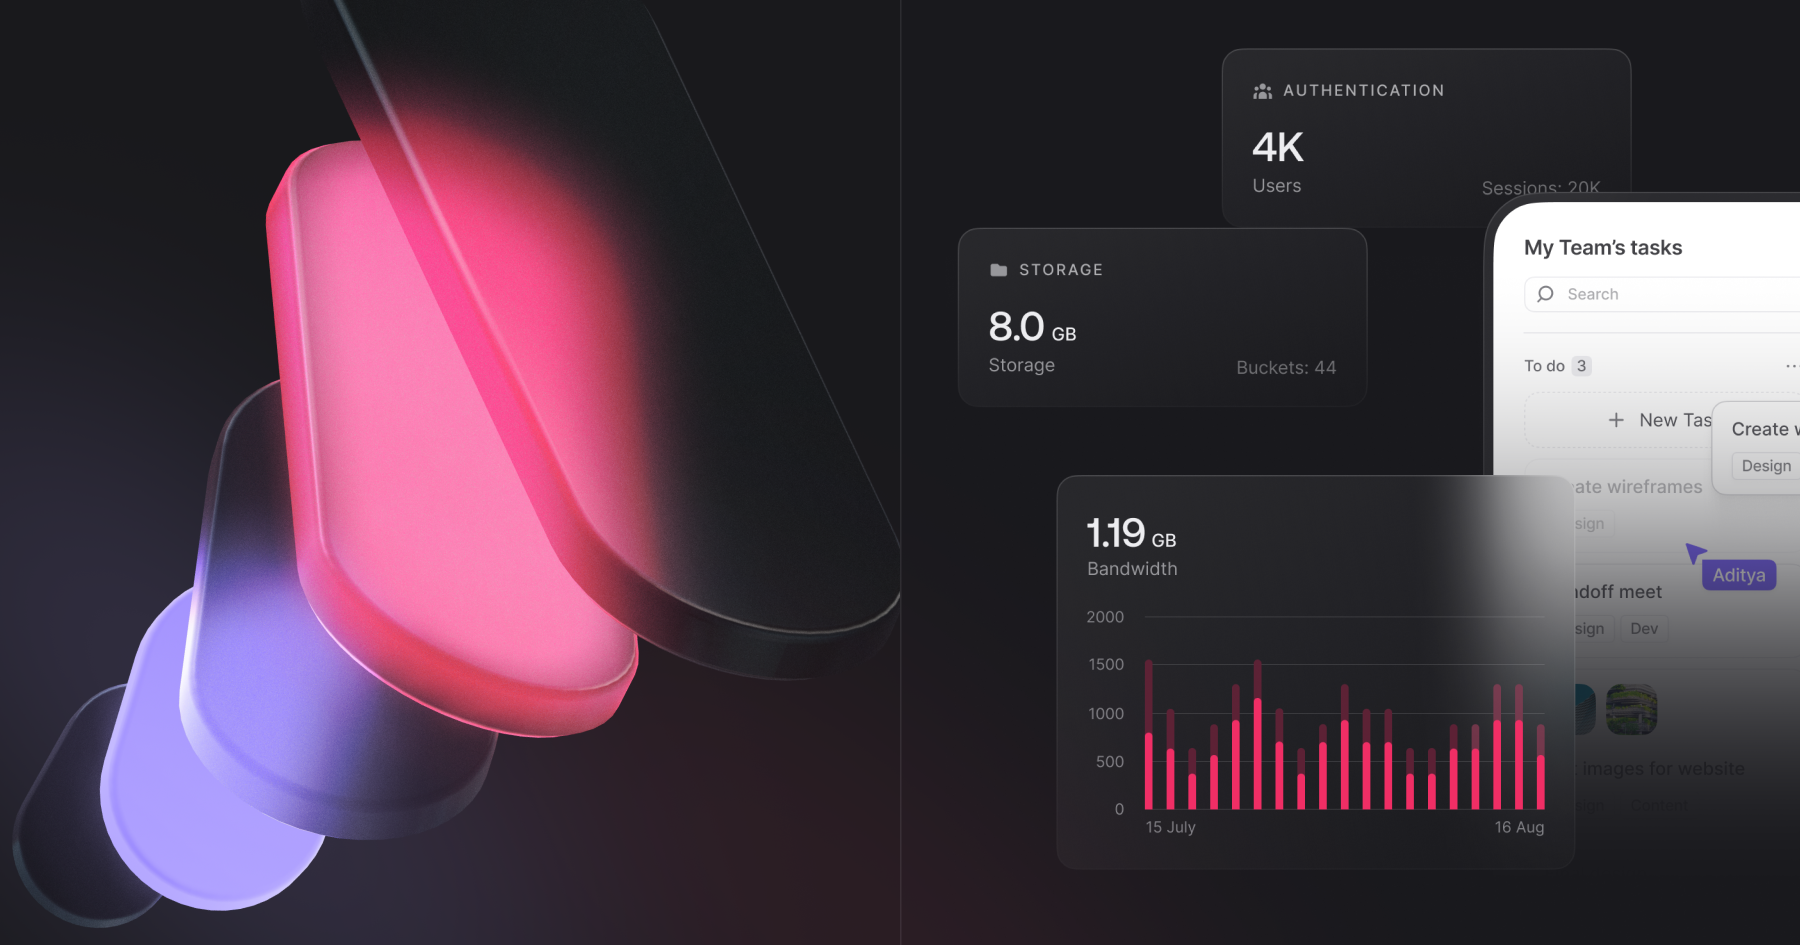 AUTHENTICATION
4K
Users
Sessions: 20K
STORAGE
8.0 GB
Storage
Buckets: 44
1.19 GB
Bandwidth
2000
1500
1000
500
0
15 July
16 Aug
My Team's tasks
Search
To do 3
New Tas
Create w
Design
ate wireframes
sign
Aditya
doff meet
sign
Dev
images for website
Content